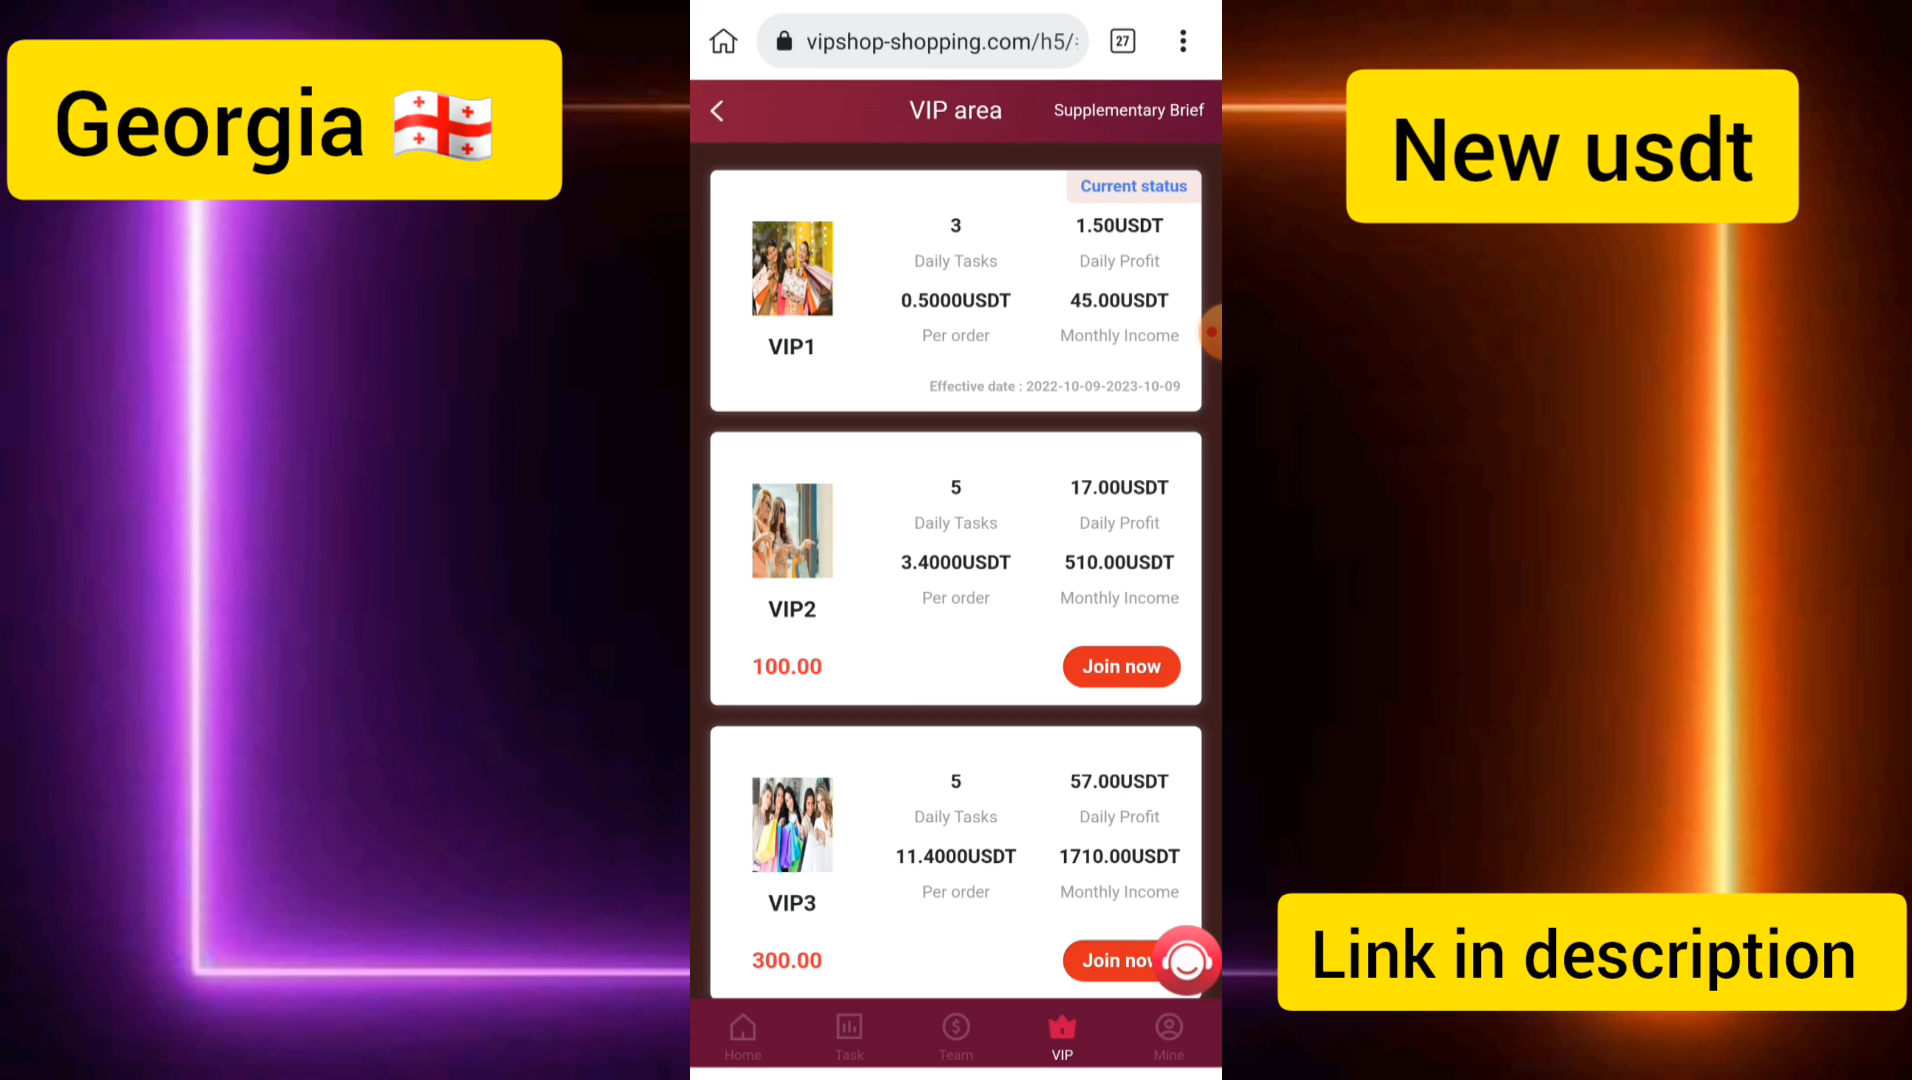 Georgia 🇬🇪
New usdt
Link in description
27
vipshop-shopping.com/h5/
VIP area
Supplementary Brief
Current status
3
1.50USDT
Daily Tasks
Daily Profit
0.5000USDT
45.00USDT
Per order
Monthly Income
VIP1
Effective date : 2022-10-09-2023-10-09
5
17.00USDT
Daily Tasks
Daily Profit
3.4000USDT
510.00USDT
Per order
Monthly Income
VIP2
100.00
Join now
5
57.00USDT
Daily Tasks
Daily Profit
11.4000USDT
1710.00USDT
Per order
Monthly Income
VIP3
300.00
Join now
Home
Task
Team
VIP
Mine